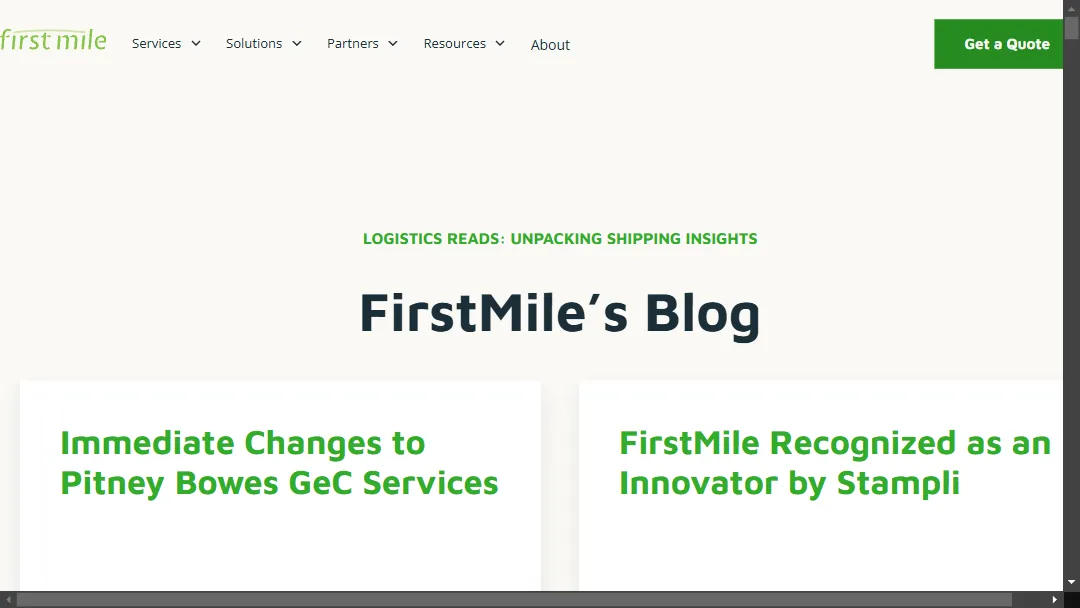 first mile
Services
Solutions
Partners
Resources
About
Get a Quote
LOGISTICS READS: UNPACKING SHIPPING INSIGHTS
FirstMile’s Blog
Immediate Changes to
Pitney Bowes GeC Services
FirstMile Recognized as an
Innovator by Stampli